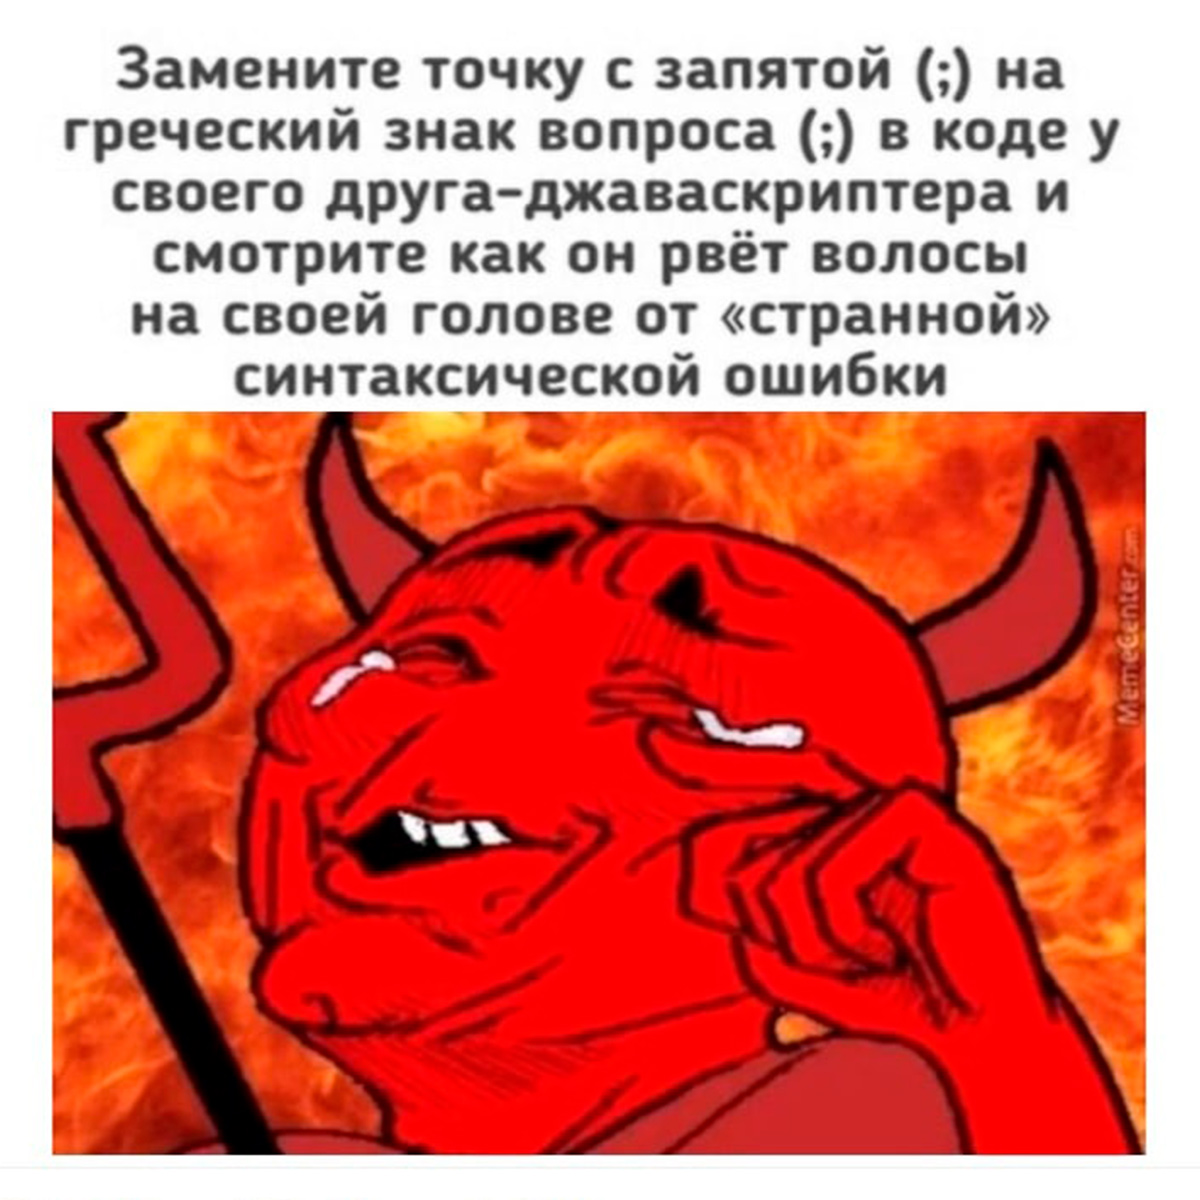 Замените точку с запятой (;) на
греческий знак вопроса (;) в коде у
своего друга-джаваскриптера и
смотрите как он рвёт волосы
на своей голове от «странной»
синтаксической ошибки
MemeCenter.com